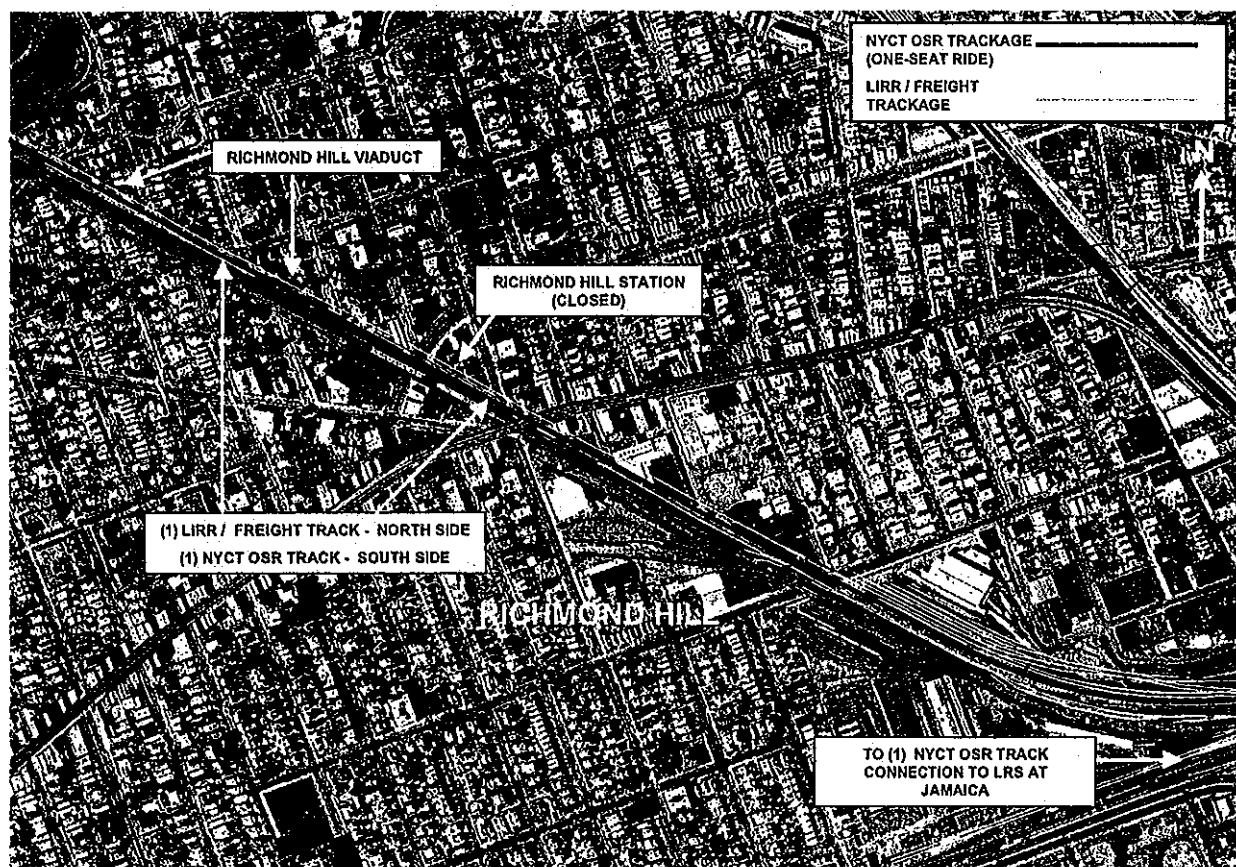 NYCT OSR TRACKAGE
(ONE-SEAT RIDE)
LIRR / FREIGHT
TRACKAGE
RICHMOND HILL VIADUCT
N
RICHMOND HILL STATION
(CLOSED)
(1) LIRR / FREIGHT TRACK - NORTH SIDE
(1) NYCT OSR TRACK - SOUTH SIDE
RICHMOND HILL
TO (1) NYCT OSR TRACK
CONNECTION TO LRS AT
JAMAICA